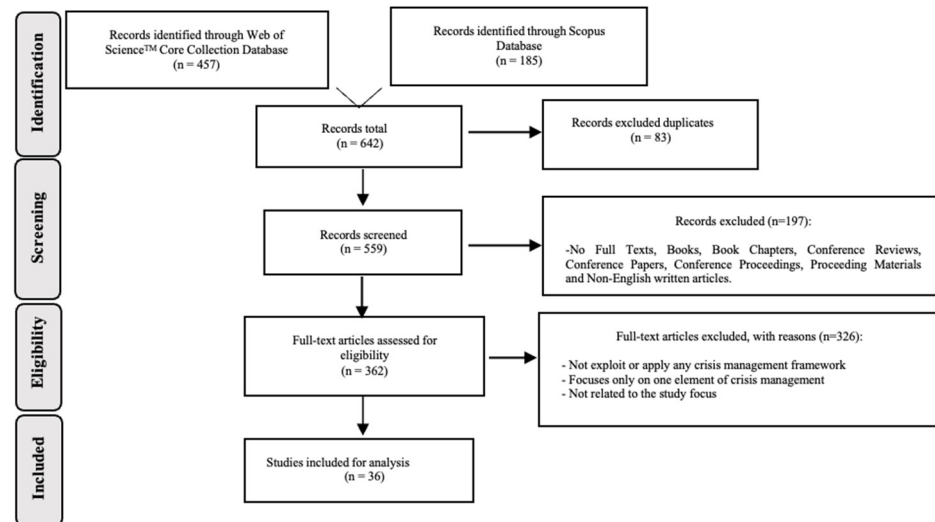 Identification
Records identified through Web of
Science™ Core Collection Database
(n = 457)
Records identified through Scopus
Database
(n = 185)
Records total
(n = 642)
Records excluded duplicates
(n = 83)
Screening
Records screened
(n = 559)
Records excluded (n=197):
-No Full Texts, Books, Book Chapters, Conference Reviews,
Conference Papers, Conference Proceedings, Proceeding Materials
and Non-English written articles.
Eligibility
Full-text articles assessed for
eligibility
(n = 362)
Full-text articles excluded, with reasons (n=326):
- Not exploit or apply any crisis management framework
- Focuses only on one element of crisis management
- Not related to the study focus
Included
Studies included for analysis
(n = 36)